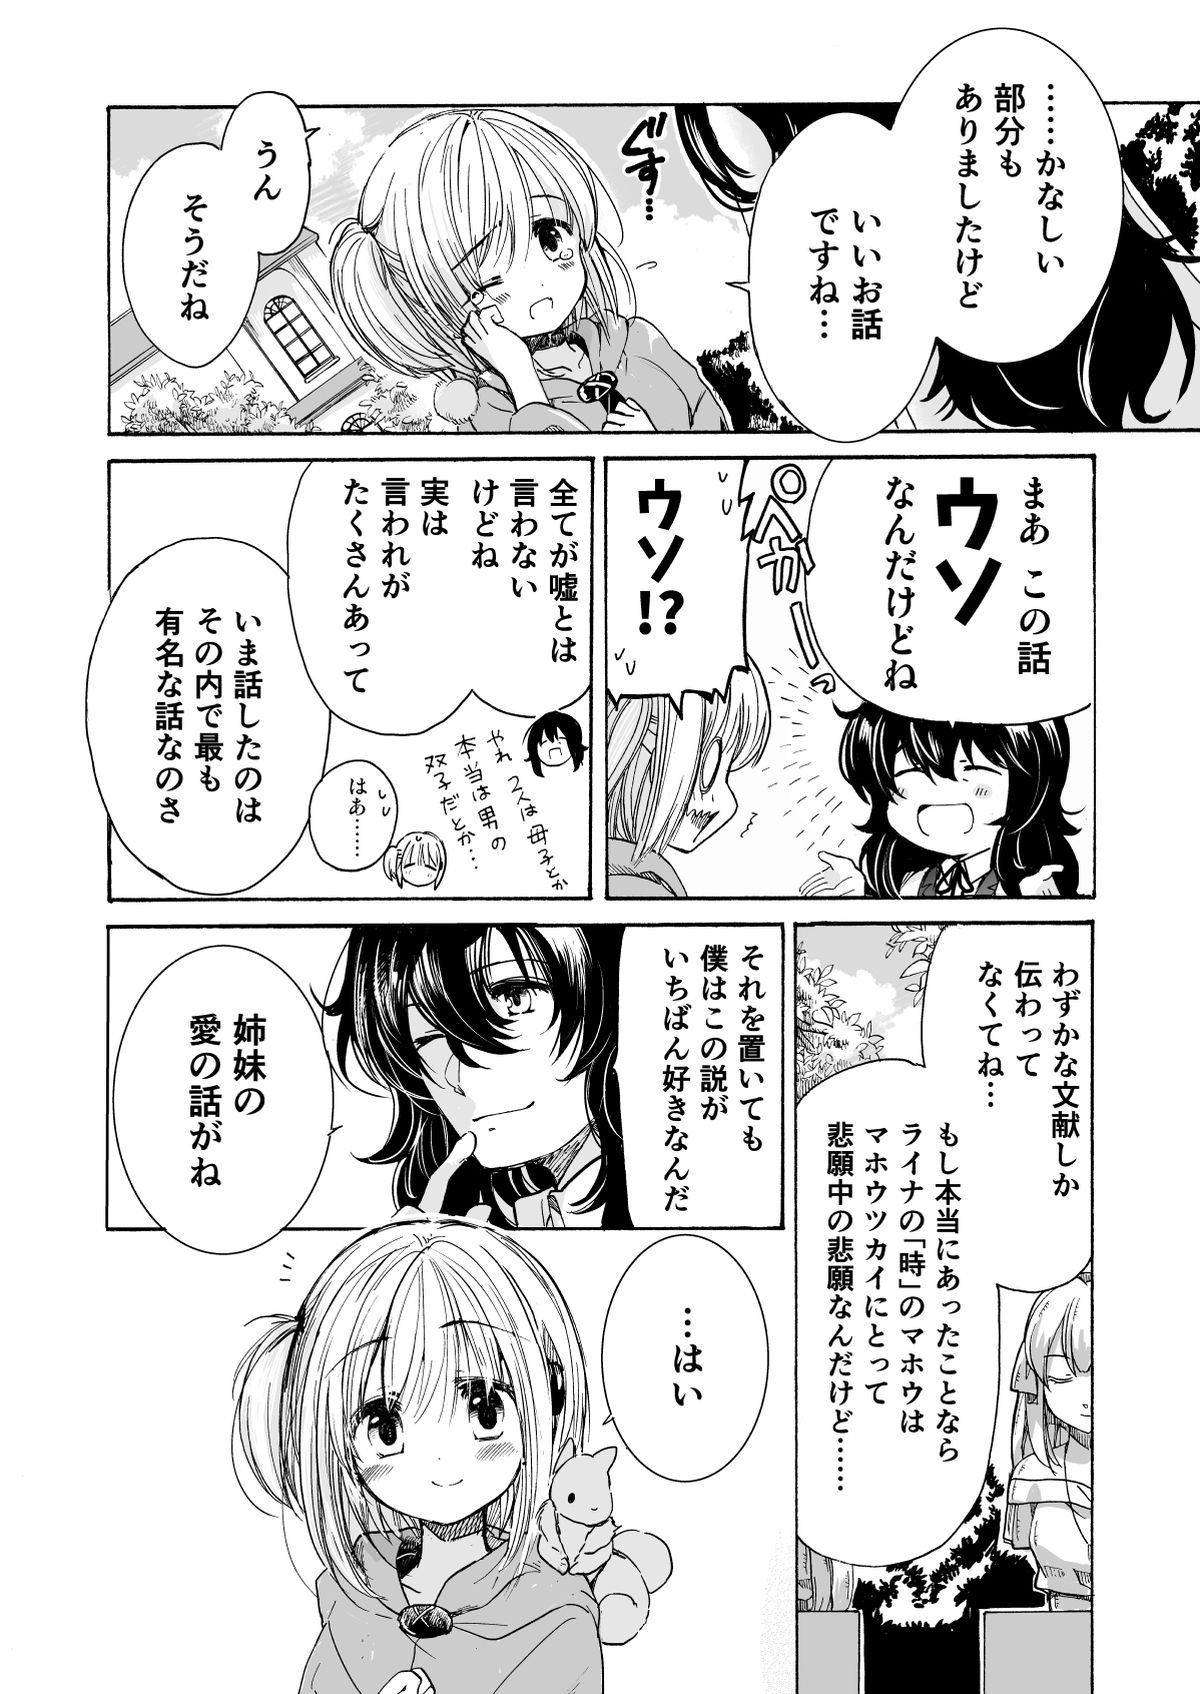 ……かなしい
部分も
ありましたけど
いいお話
ですね…
ぐす…
うん
そうだね
まあ この話
ウソ
なんだけどね
ぺかーっ
ウソ!?
全てが嘘とは
言わない
けどね
実は
言われが
たくさんあって
やれ2人は母子とか
本当は男の
双子だとか…
はあ……
いま話したのは
その内で最も
有名な話なのさ
わずかな文献しか
伝わって
なくてね…
もし本当にあったことなら
ライナの「時」のマホウは
マホウツカイにとって
悲願中の悲願なんだけど……
それを置いても
僕はこの説が
いちばん好きなんだ
姉妹の
愛の話がね
…はい